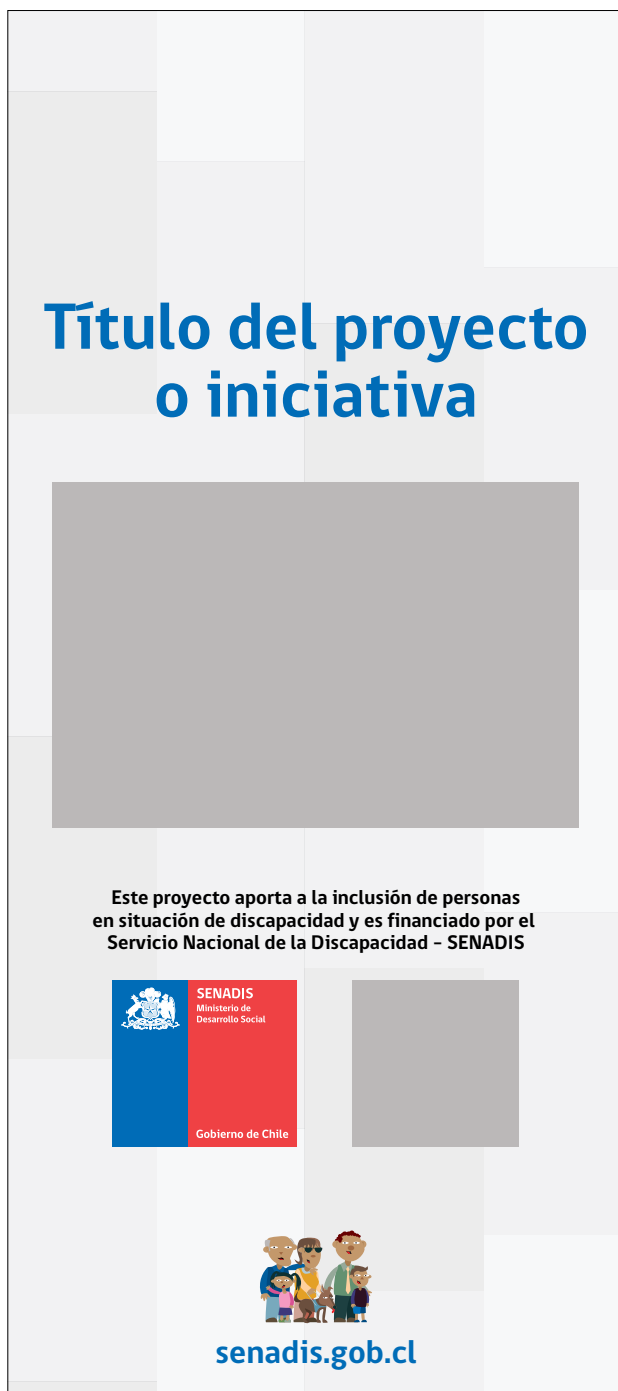 Título del proyecto
o iniciativa
Este proyecto aporta a la inclusión de personas
en situación de discapacidad y es financiado por el
Servicio Nacional de la Discapacidad – SENADIS
SENADIS
Ministerio de
Desarrollo Social
Gobierno de Chile
senadis.gob.cl